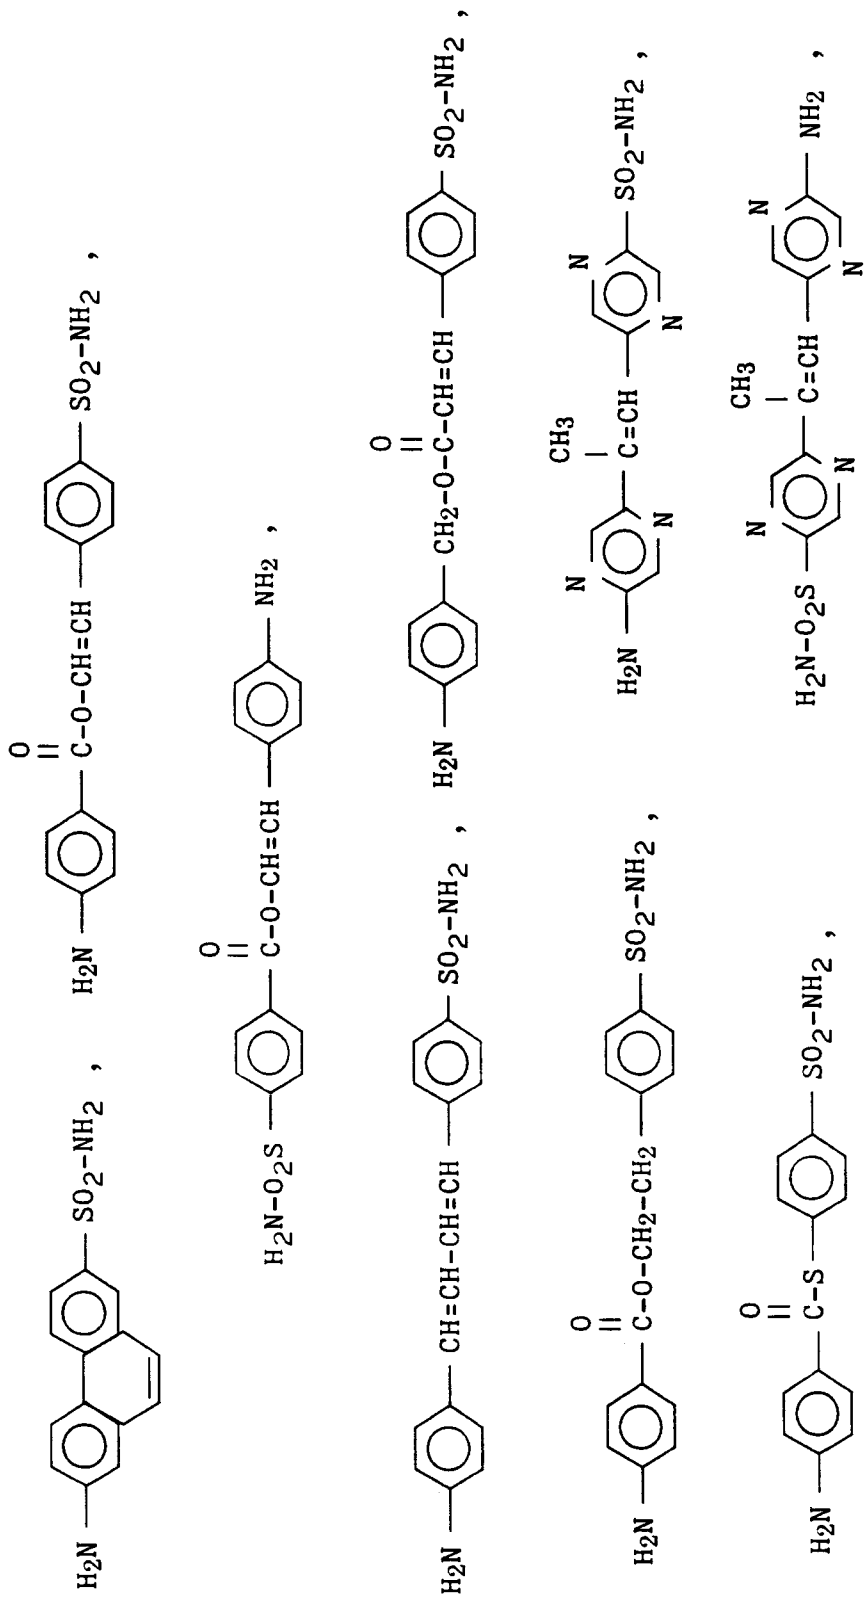 O
||
H2N SO2-NH2 , H2N C-O-CH=CH SO2-NH2 ,
O
||
H2N-O2S C-O-CH=CH NH2 ,
O
||
H2N CH=CH-CH=CH SO2-NH2 , H2N CH2-O-C-CH=CH SO2-NH2 ,
CH3
O N N
||
H2N C-O-CH2-CH2 SO2-NH2 , H2N C=CH SO2-NH2 ,
N N
CH3
O N N
||
H2N C-S SO2-NH2 , H2N-O2S C=CH NH2 ,
N N